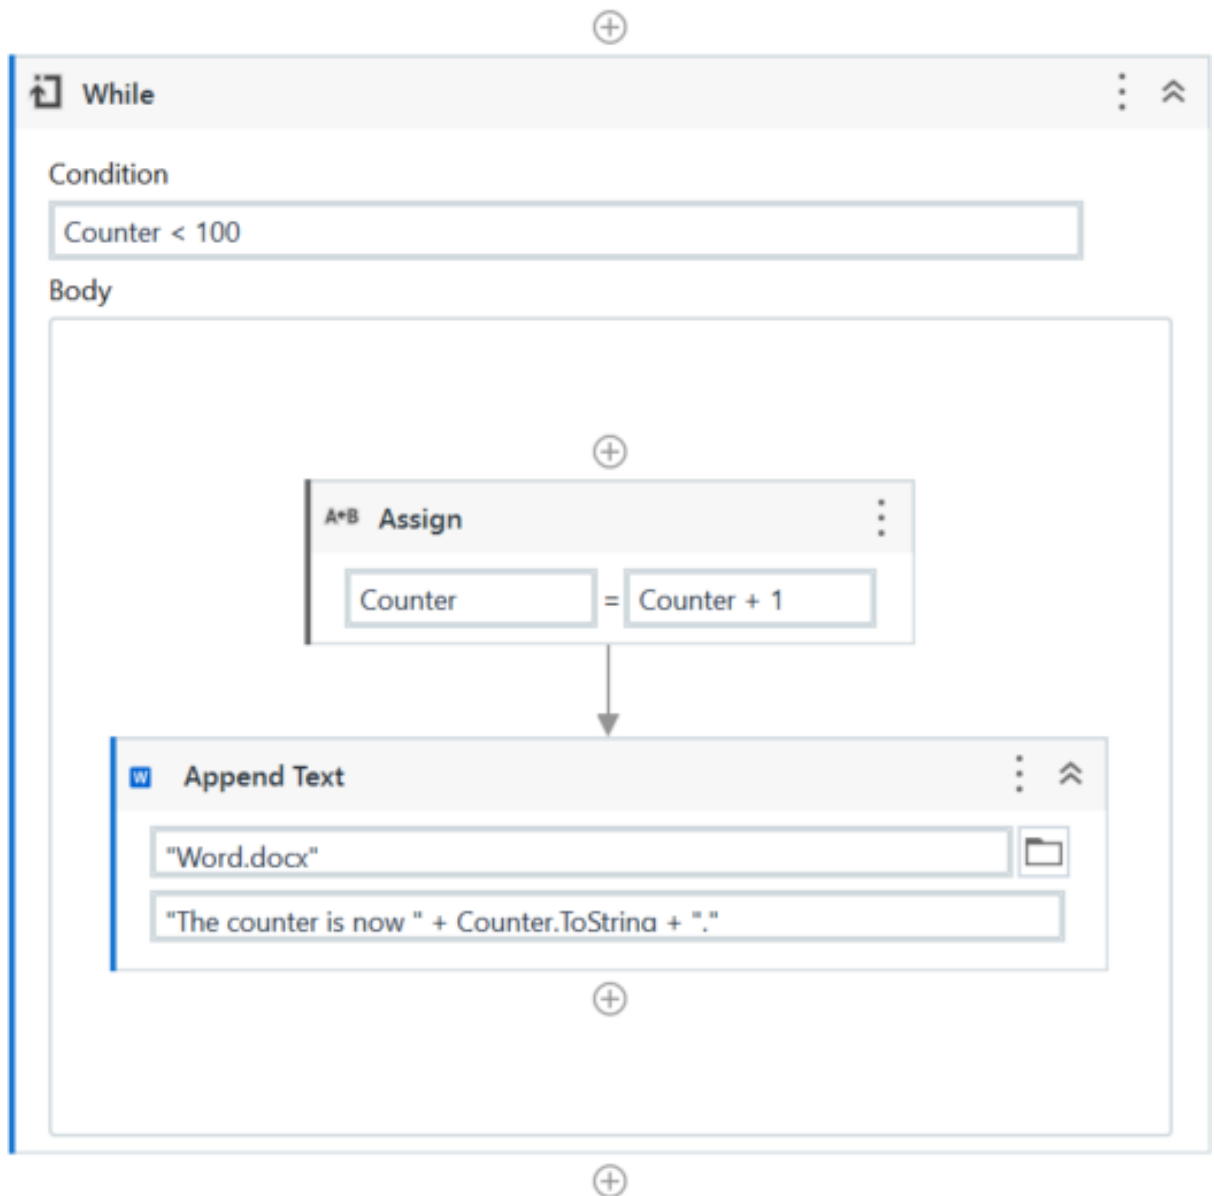 While
Condition
Counter < 100
Body
A+B Assign
Counter = Counter + 1
W Append Text
"Word.docx"
"The counter is now " + Counter.ToString + "."